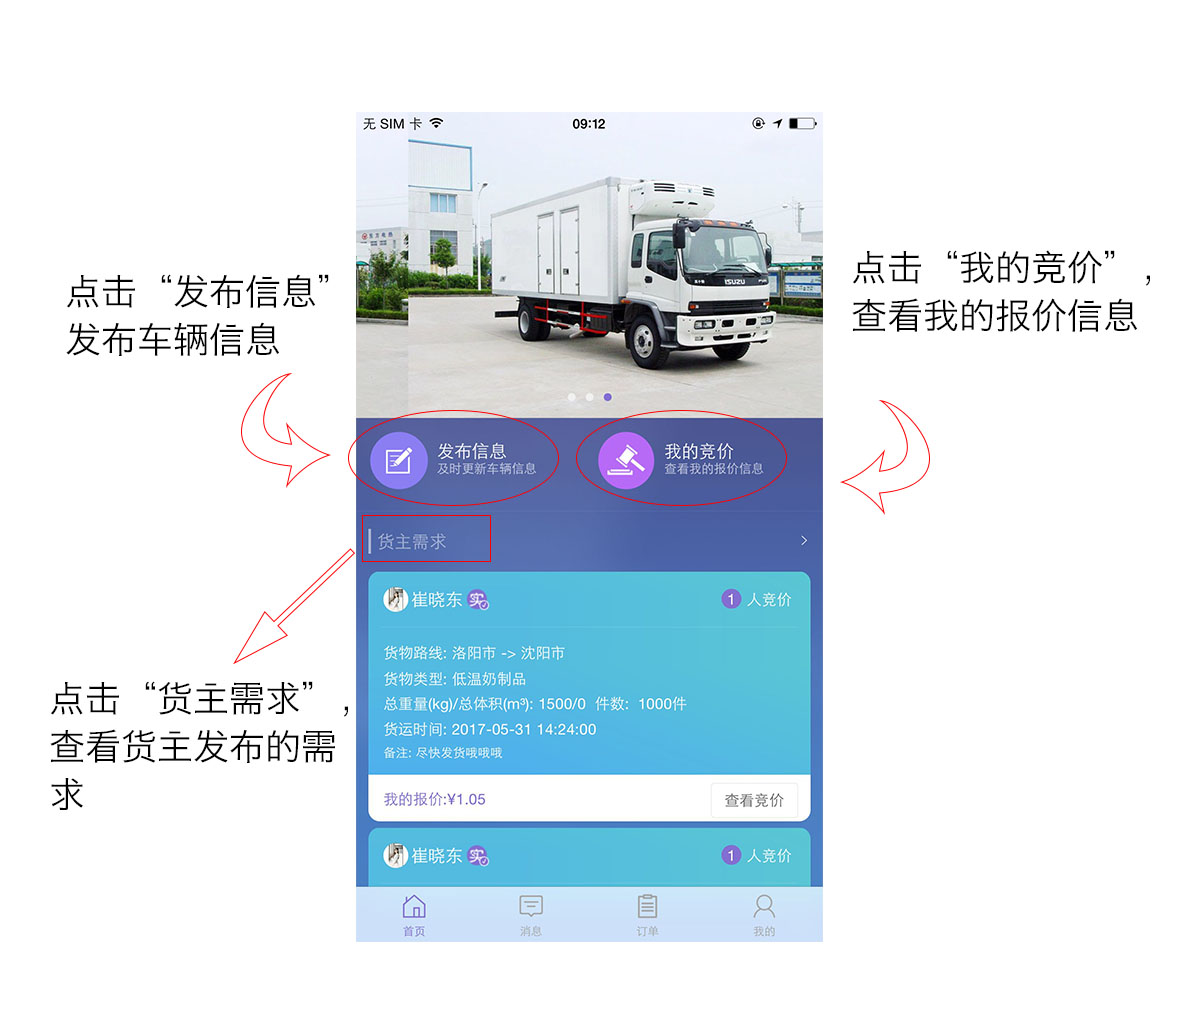 无 SIM 卡
09:12
东方电热
ISUZU
点击“发布信息”
发布车辆信息
点击“我的竞价”，
查看我的报价信息
发布信息
及时更新车辆信息
我的竞价
查看我的报价信息
货主需求
崔晓东 实
1 人竞价
货物路线: 洛阳市 -> 沈阳市
货物类型: 低温奶制品
总重量(kg)/总体积(m³): 1500/0 件数: 1000件
货运时间: 2017-05-31 14:24:00
备注: 尽快发货哦哦哦
我的报价:¥1.05
查看竞价
点击“货主需求”，
查看货主发布的需
求
崔晓东 实
1 人竞价
首页
消息
订单
我的